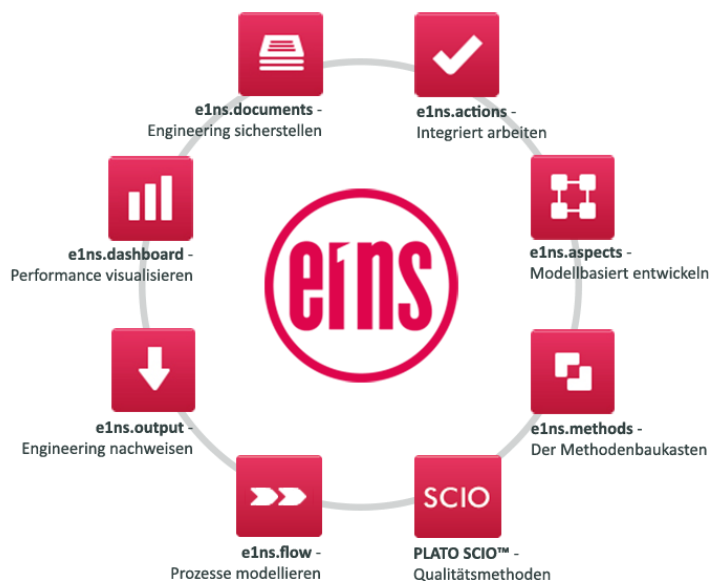 e1ns.documents -
Engineering sicherstellen
e1ns.actions -
Integriert arbeiten
e1ns.dashboard -
Performance visualisieren
e1ns.aspects -
Modellbasiert entwickeln
e1ns
e1ns.output -
Engineering nachweisen
e1ns.methods -
Der Methodenbaukasten
SCIO
e1ns.flow -
Prozesse modellieren
PLATO SCIO™ -
Qualitätsmethoden